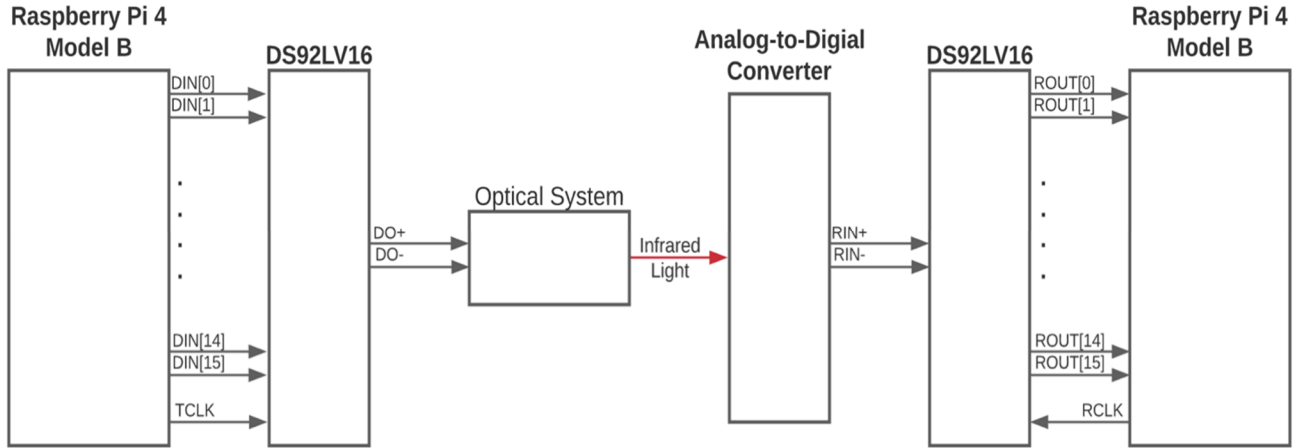 Raspberry Pi 4
Model B
DS92LV16
DIN[0]
DIN[1]
DIN[14]
DIN[15]
TCLK
DO+
DO-
Optical System
Infrared
Light
Analog-to-Digial
Converter
RIN+
RIN-
DS92LV16
ROUT[0]
ROUT[1]
ROUT[14]
ROUT[15]
RCLK
Raspberry Pi 4
Model B